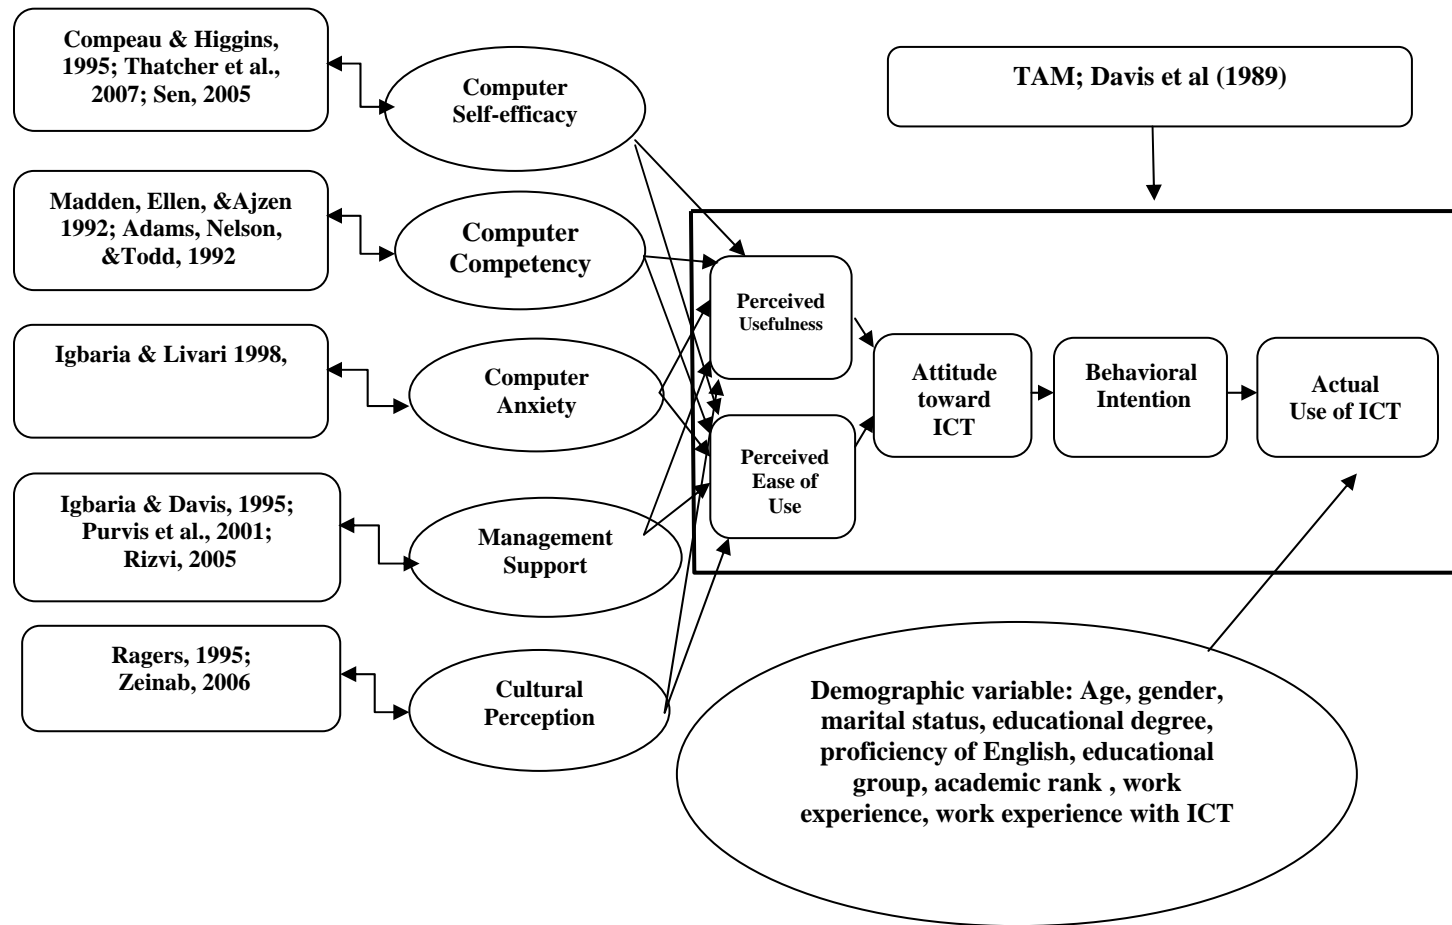 Compeau & Higgins,
1995; Thatcher et al.,
2007; Sen, 2005
Computer
Self-efficacy
TAM; Davis et al (1989)
Madden, Ellen, &Ajzen
1992; Adams, Nelson,
&Todd, 1992
Computer
Competency
Igbaria & Livari 1998,
Computer
Anxiety
Igbaria & Davis, 1995;
Purvis et al., 2001;
Rizvi, 2005
Management
Support
Ragers, 1995;
Zeinab, 2006
Cultural
Perception
Perceived
Usefulness
Perceived
Ease of
Use
Attitude
toward
ICT
Behavioral
Intention
Actual
Use of ICT
Demographic variable: Age, gender,
marital status, educational degree,
proficiency of English, educational
group, academic rank , work
experience, work experience with ICT